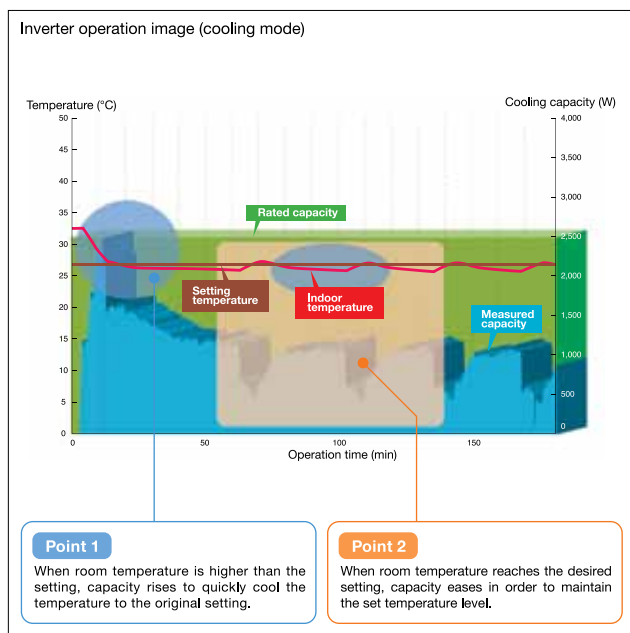 Inverter operation image (cooling mode)
Temperature (°C)
Cooling capacity (W)
50
45
40
35
30
25
20
15
10
5
0
4,000
3,500
3,000
2,500
2,000
1,500
1,000
500
0
Rated capacity
Setting
temperature
Indoor
temperature
Measured
capacity
0
50
100
150
Operation time (min)
Point 1
When room temperature is higher than the
setting, capacity rises to quickly cool the
temperature to the original setting.
Point 2
When room temperature reaches the desired
setting, capacity eases in order to maintain
the set temperature level.